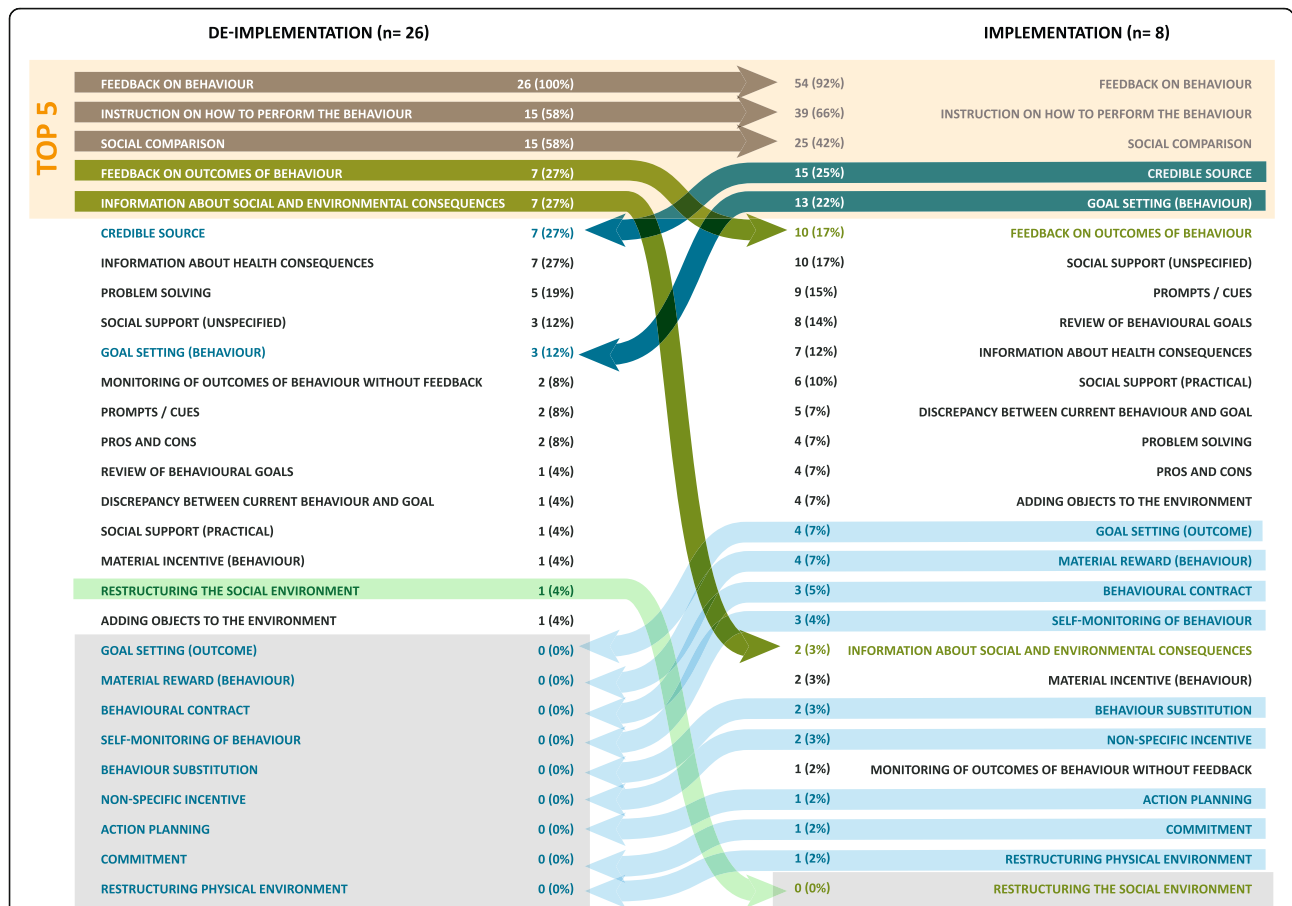 DE-IMPLEMENTATION (n= 26)
IMPLEMENTATION (n= 8)
TOP 5
FEEDBACK ON BEHAVIOUR 26 (100%) 54 (92%) FEEDBACK ON BEHAVIOUR
INSTRUCTION ON HOW TO PERFORM THE BEHAVIOUR 15 (58%) 39 (66%) INSTRUCTION ON HOW TO PERFORM THE BEHAVIOUR
SOCIAL COMPARISON 15 (58%) 25 (42%) SOCIAL COMPARISON
FEEDBACK ON OUTCOMES OF BEHAVIOUR 7 (27%) 15 (25%) CREDIBLE SOURCE
INFORMATION ABOUT SOCIAL AND ENVIRONMENTAL CONSEQUENCES 7 (27%) 13 (22%) GOAL SETTING (BEHAVIOUR)
CREDIBLE SOURCE 7 (27%) 10 (17%) FEEDBACK ON OUTCOMES OF BEHAVIOUR
INFORMATION ABOUT HEALTH CONSEQUENCES 7 (27%) 10 (17%) SOCIAL SUPPORT (UNSPECIFIED)
PROBLEM SOLVING 5 (19%) 9 (15%) PROMPTS / CUES
SOCIAL SUPPORT (UNSPECIFIED) 3 (12%) 8 (14%) REVIEW OF BEHAVIOURAL GOALS
GOAL SETTING (BEHAVIOUR) 3 (12%) 7 (12%) INFORMATION ABOUT HEALTH CONSEQUENCES
MONITORING OF OUTCOMES OF BEHAVIOUR WITHOUT FEEDBACK 2 (8%) 6 (10%) SOCIAL SUPPORT (PRACTICAL)
PROMPTS / CUES 2 (8%) 5 (7%) DISCREPANCY BETWEEN CURRENT BEHAVIOUR AND GOAL
PROS AND CONS 2 (8%) 4 (7%) PROBLEM SOLVING
REVIEW OF BEHAVIOURAL GOALS 1 (4%) 4 (7%) PROS AND CONS
DISCREPANCY BETWEEN CURRENT BEHAVIOUR AND GOAL 1 (4%) 4 (7%) ADDING OBJECTS TO THE ENVIRONMENT
SOCIAL SUPPORT (PRACTICAL) 1 (4%) 4 (7%) GOAL SETTING (OUTCOME)
MATERIAL INCENTIVE (BEHAVIOUR) 1 (4%) 4 (7%) MATERIAL REWARD (BEHAVIOUR)
RESTRUCTURING THE SOCIAL ENVIRONMENT 1 (4%) 3 (5%) BEHAVIOURAL CONTRACT
ADDING OBJECTS TO THE ENVIRONMENT 1 (4%) 3 (4%) SELF-MONITORING OF BEHAVIOUR
GOAL SETTING (OUTCOME) 0 (0%) 2 (3%) INFORMATION ABOUT SOCIAL AND ENVIRONMENTAL CONSEQUENCES
MATERIAL REWARD (BEHAVIOUR) 0 (0%) 2 (3%) MATERIAL INCENTIVE (BEHAVIOUR)
BEHAVIOURAL CONTRACT 0 (0%) 2 (3%) BEHAVIOUR SUBSTITUTION
SELF-MONITORING OF BEHAVIOUR 0 (0%) 2 (3%) NON-SPECIFIC INCENTIVE
BEHAVIOUR SUBSTITUTION 0 (0%) 1 (2%) MONITORING OF OUTCOMES OF BEHAVIOUR WITHOUT FEEDBACK
NON-SPECIFIC INCENTIVE 0 (0%) 1 (2%) ACTION PLANNING
ACTION PLANNING 0 (0%) 1 (2%) COMMITMENT
COMMITMENT 0 (0%) 1 (2%) RESTRUCTURING PHYSICAL ENVIRONMENT
RESTRUCTURING PHYSICAL ENVIRONMENT 0 (0%) 0 (0%) RESTRUCTURING THE SOCIAL ENVIRONMENT